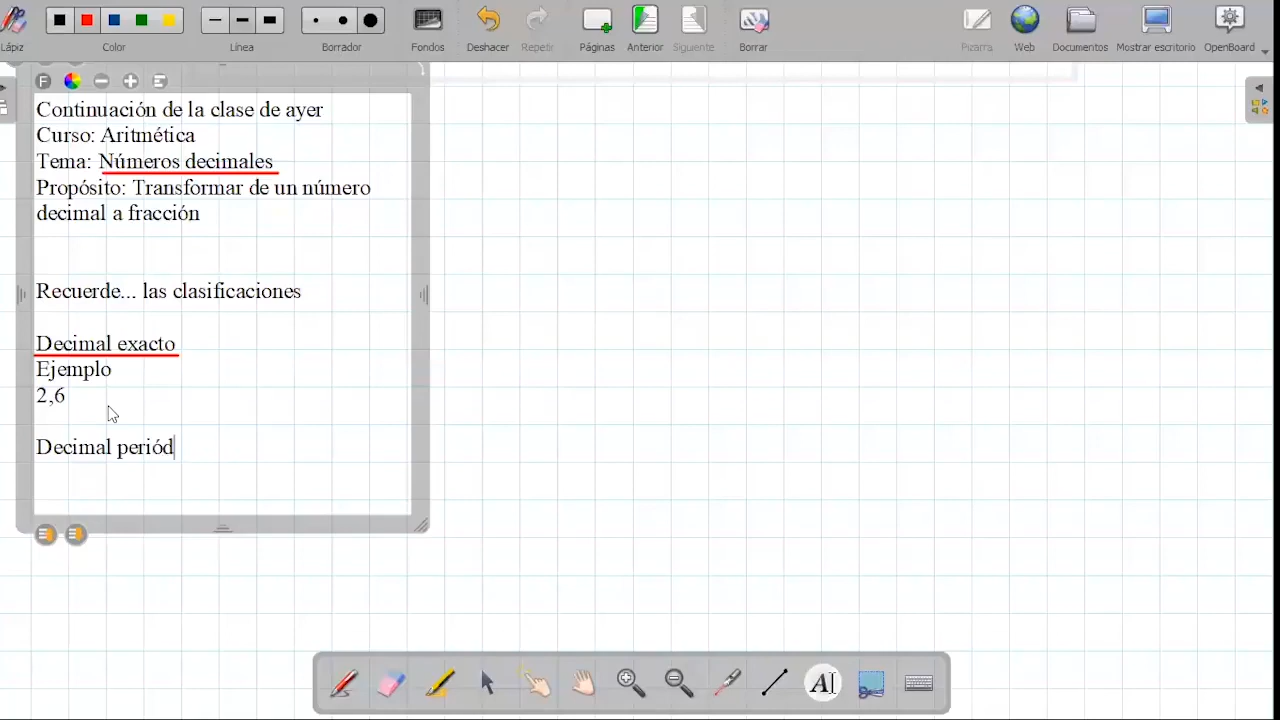 Lápiz
Color
Línea
Borrador
Fondos
Deshacer
Repetir
Páginas
Anterior
Siguiente
Borrar
Pizarra
Web
Documentos
Mostrar escritorio
OpenBoard
F
Continuación de la clase de ayer
Curso: Aritmética
Tema: Números decimales
Propósito: Transformar de un número
decimal a fracción
Recuerde... las clasificaciones
Decimal exacto
Ejemplo
2,6
Decimal periód